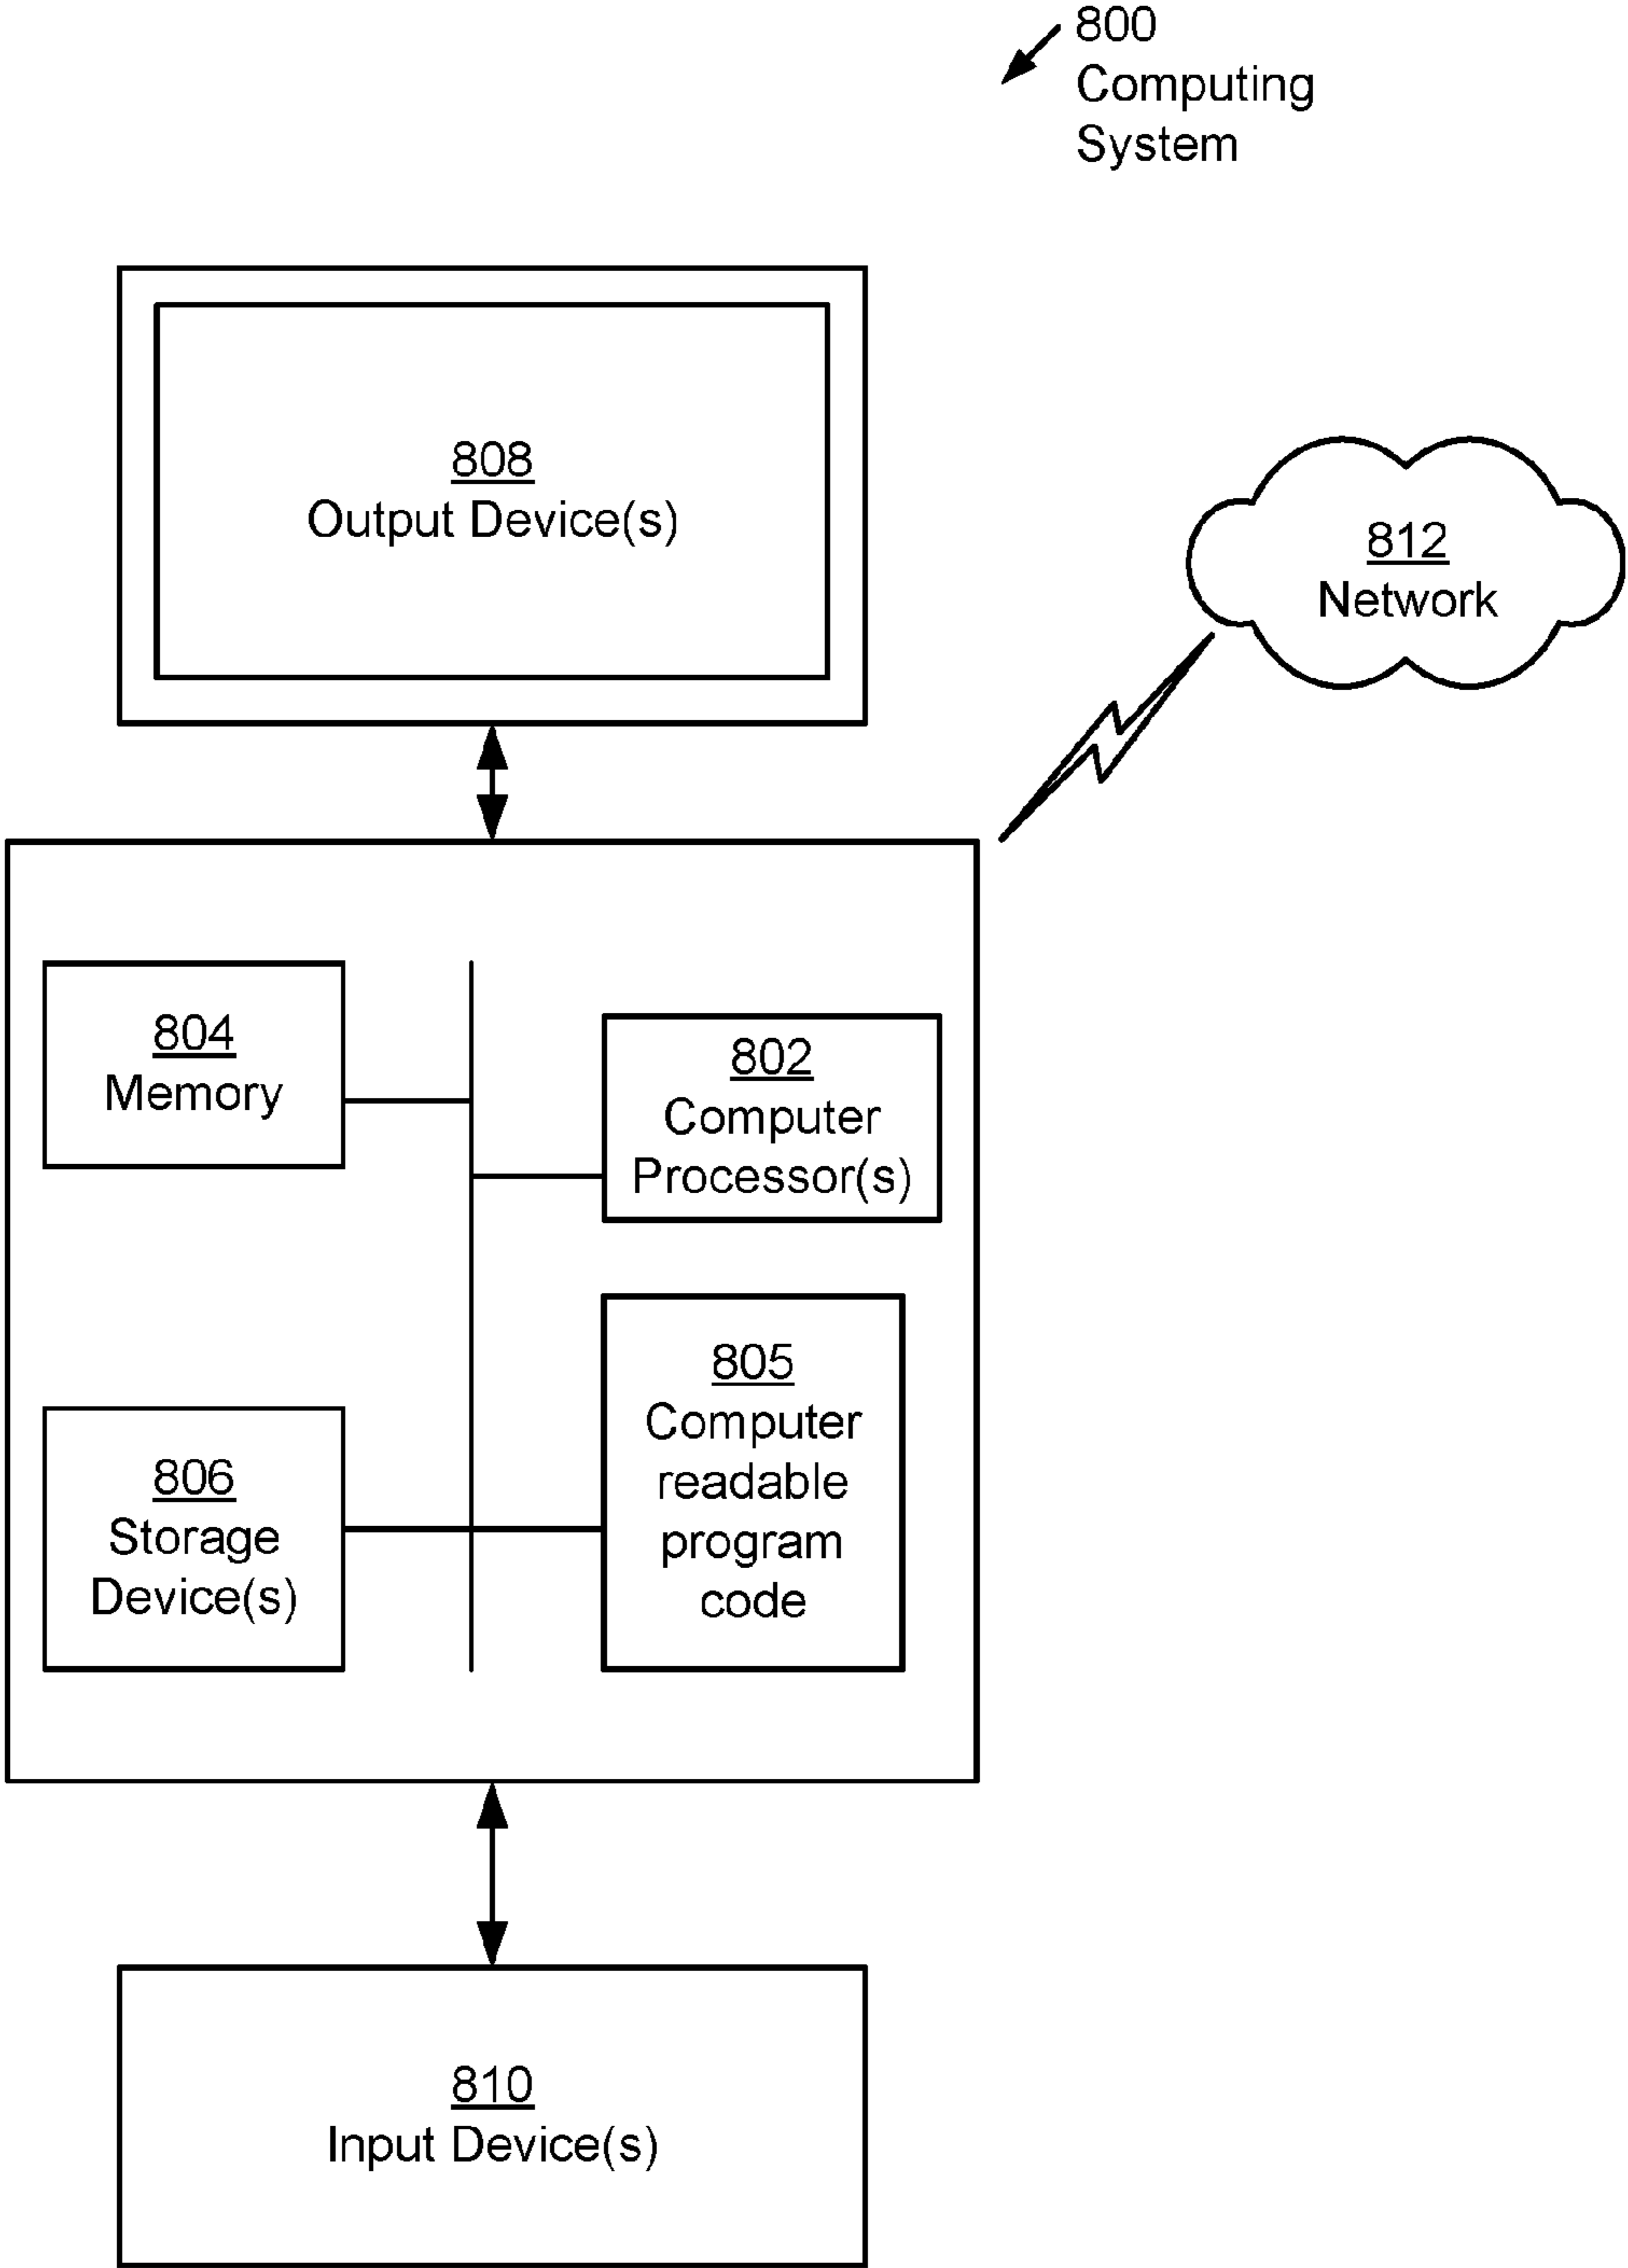 800
Computing
System
808
Output Device(s)
812
Network
804
Memory
802
Computer
Processor(s)
805
Computer
readable
program
code
806
Storage
Device(s)
810
Input Device(s)